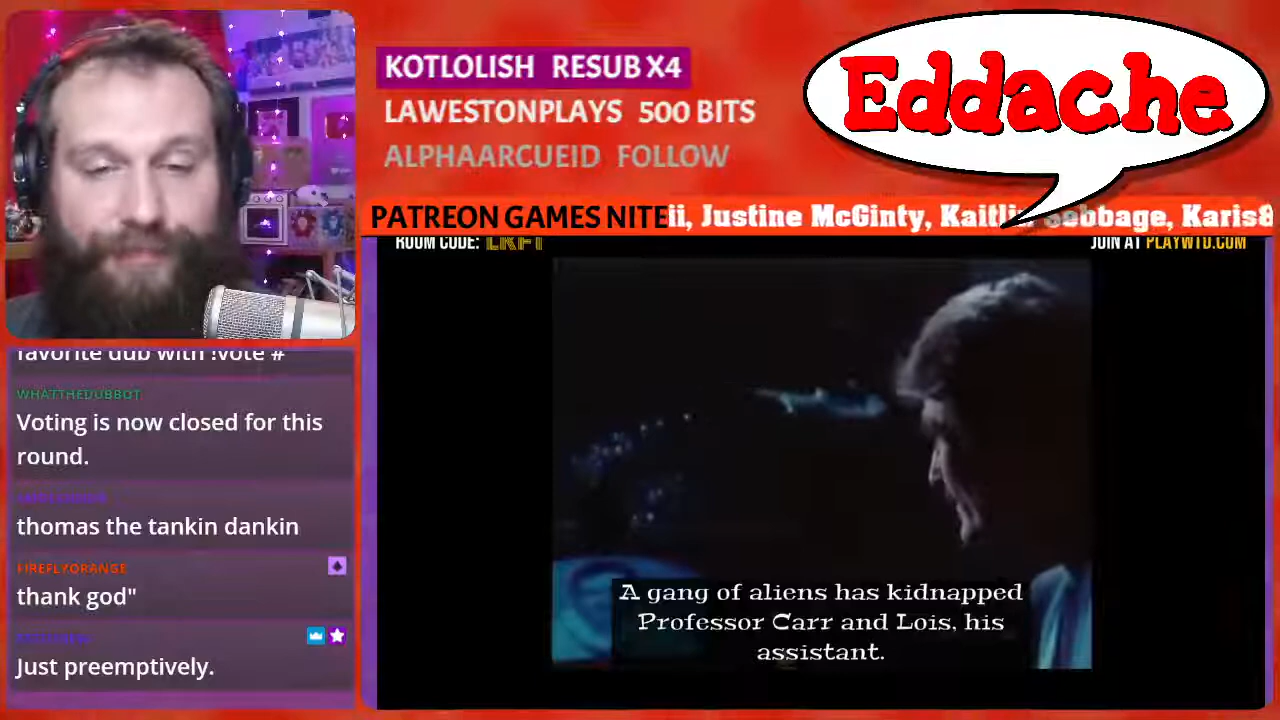 KOTLOLISH RESUB X4
LAWESTONPLAYS 500 BITS
ALPHAARCUEID FOLLOW
Eddache
PATREON GAMES NITE
ii, Justine McGinty,
ROOM CODE:
JOIN AT PLAYWTD.COM
favorite dub with !vote #
WHATTHEDUBBOT
Voting is now closed for this
round.
thomas the tankin dankin
FIREFLYORANGE
thank god"
Just preemptively.
A gang of aliens has kidnapped
Professor Carr and Lois, his
assistant.